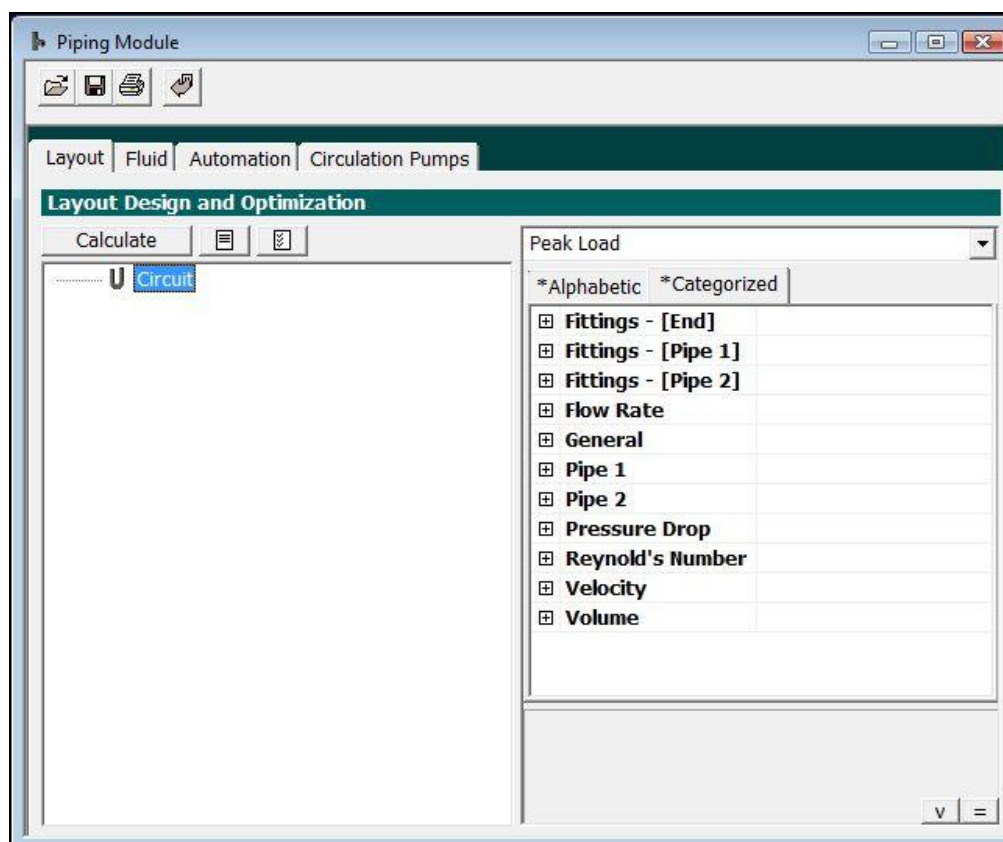 Piping Module
Layout Fluid Automation Circulation Pumps
Layout Design and Optimization
Calculate
Circuit
Peak Load
*Alphabetic *Categorized
Fittings - [End]
Fittings - [Pipe 1]
Fittings - [Pipe 2]
Flow Rate
General
Pipe 1
Pipe 2
Pressure Drop
Reynold's Number
Velocity
Volume
v =